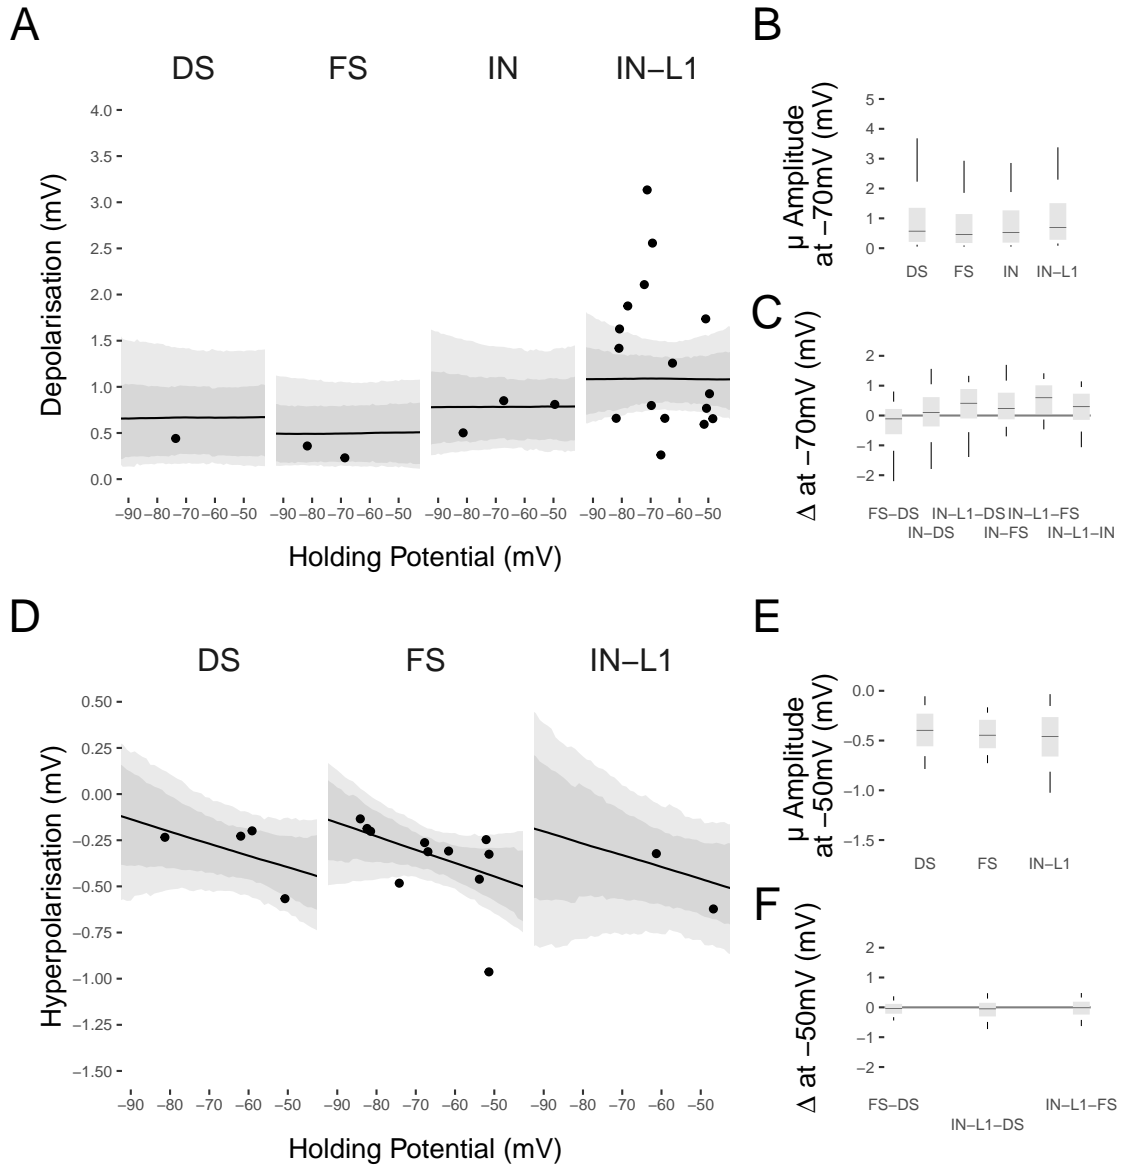 A
DS FS IN IN–L1
Depolarisation (mV)
4.0
3.5
3.0
2.5
2.0
1.5
1.0
0.5
0.0
−90 −80 −70 −60 −50 −90 −80 −70 −60 −50 −90 −80 −70 −60 −50 −90 −80 −70 −60 −50
Holding Potential (mV)
B
µ Amplitude
at −70mV (mV)
5
4
3
2
1
0
DS FS IN IN–L1
C
Δ at −70mV (mV)
2
1
0
−1
−2
FS–DS IN–L1–DS IN–L1–FS
IN–DS IN–FS IN–L1–IN
D
DS FS IN–L1
Hyperpolarisation (mV)
0.50
0.25
0.00
−0.25
−0.50
−0.75
−1.00
−1.25
−1.50
−90 −80 −70 −60 −50 −90 −80 −70 −60 −50 −90 −80 −70 −60 −50
Holding Potential (mV)
E
µ Amplitude
at −50mV (mV)
0.0
−0.5
−1.0
−1.5
DS FS IN–L1
F
Δ at −50mV (mV)
2
1
0
−1
−2
FS–DS IN–L1–FS
IN–L1–DS